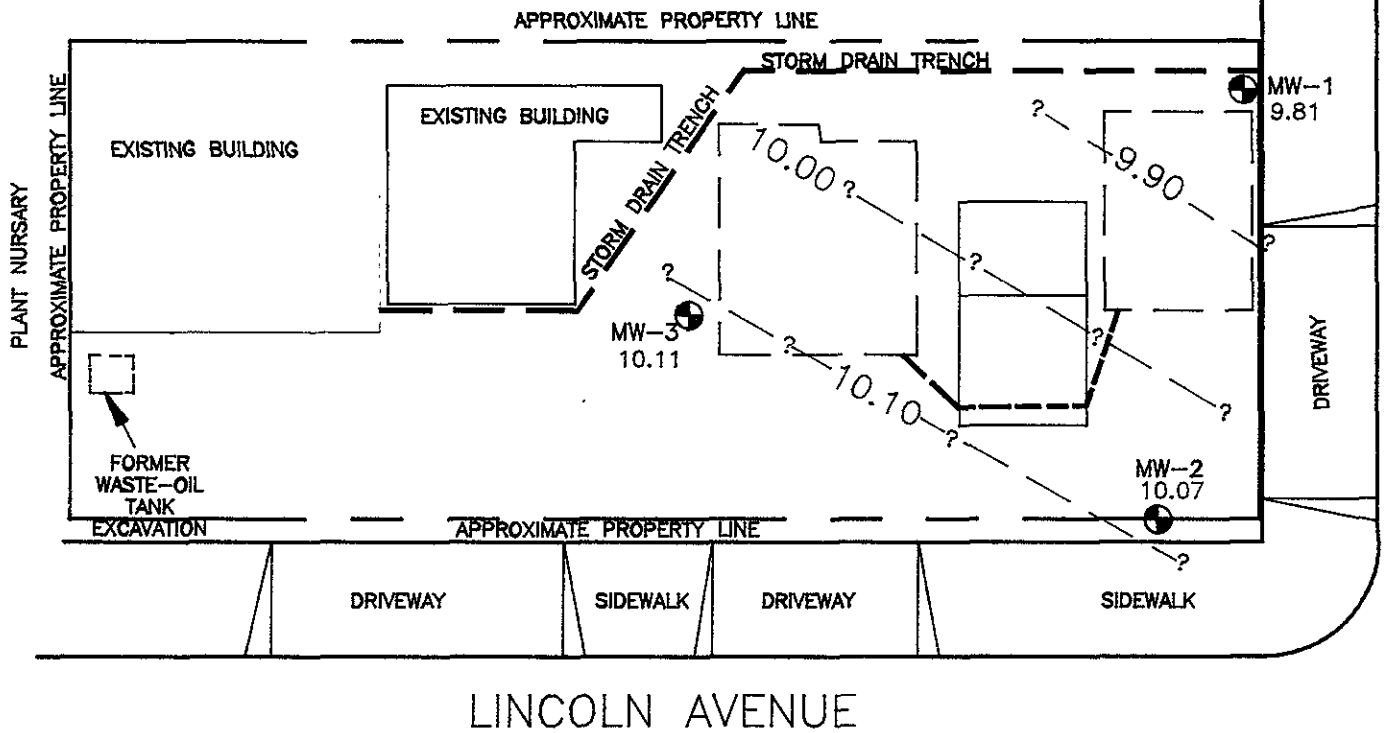 APPROXIMATE PROPERTY LINE
STORM DRAIN TRENCH
MW-1
9.81
EXISTING BUILDING
EXISTING BUILDING
STORM DRAIN TRENCH
PLANT NURSARY
APPROXIMATE PROPERTY LINE
?
10.00
?
9.90
?
?
?
MW-3
10.11
?
?
10.10
?
?
DRIVEWAY
FORMER
WASTE-OIL
TANK
EXCAVATION
MW-2
10.07
APPROXIMATE PROPERTY LINE
?
DRIVEWAY
SIDEWALK
DRIVEWAY
SIDEWALK
LINCOLN AVENUE